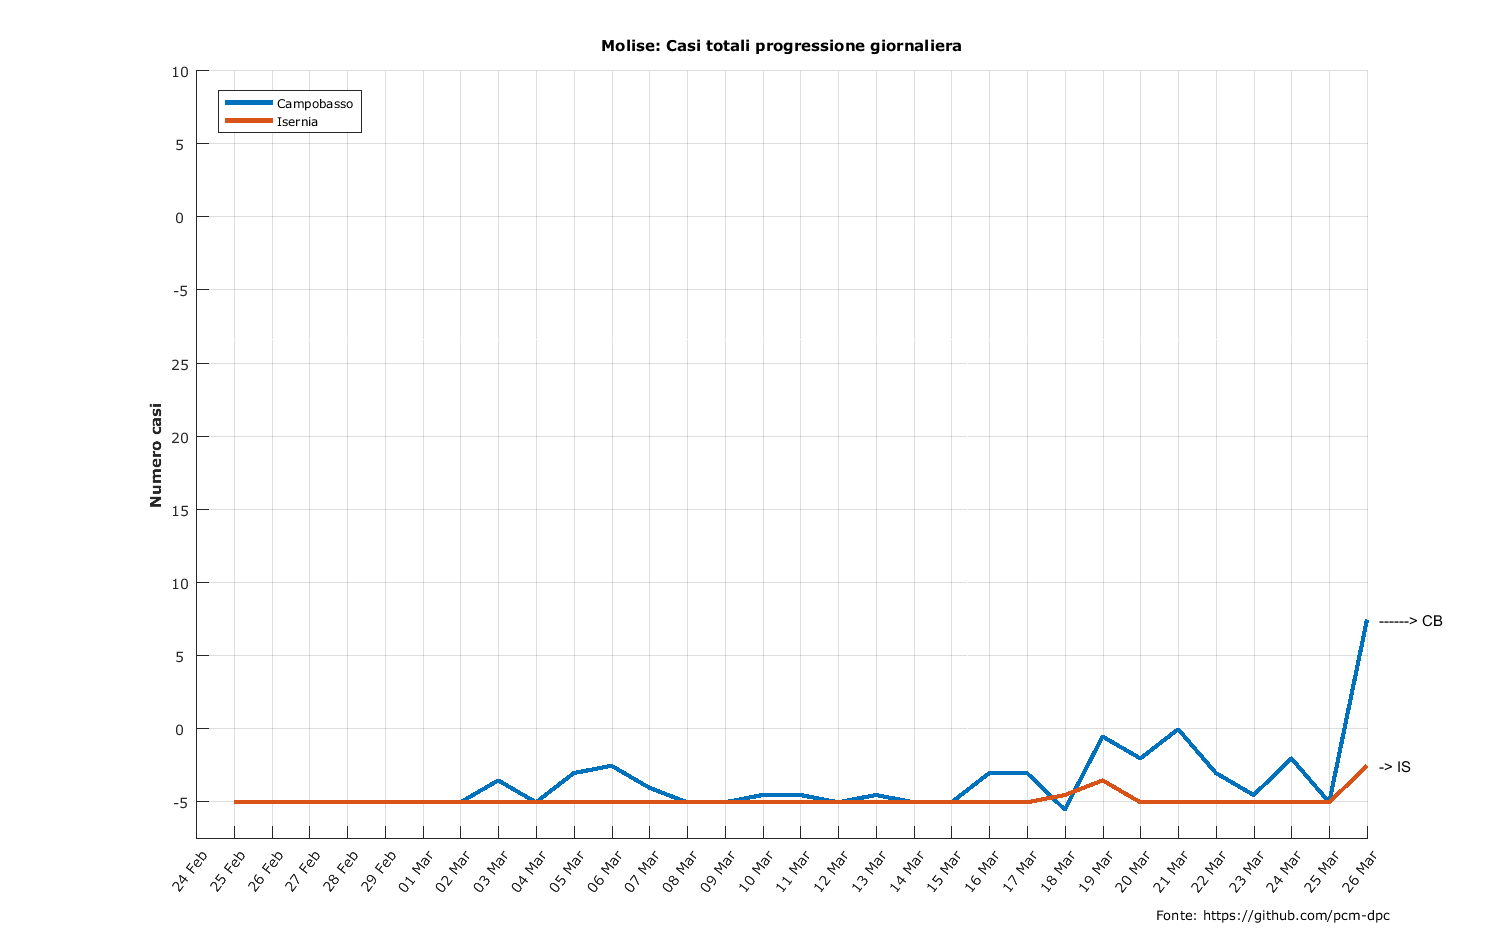 Molise: Casi totali progressione giornaliera
10
5
0
-5
25
20
15
10
5
0
-5
Numero casi
Campobasso
Isernia
------> CB
-> IS
24 Feb
25 Feb
26 Feb
27 Feb
28 Feb
29 Feb
01 Mar
02 Mar
03 Mar
04 Mar
05 Mar
06 Mar
07 Mar
08 Mar
09 Mar
10 Mar
11 Mar
12 Mar
13 Mar
14 Mar
15 Mar
16 Mar
17 Mar
18 Mar
19 Mar
20 Mar
21 Mar
22 Mar
23 Mar
24 Mar
25 Mar
26 Mar
Fonte: https://github.com/pcm-dpc